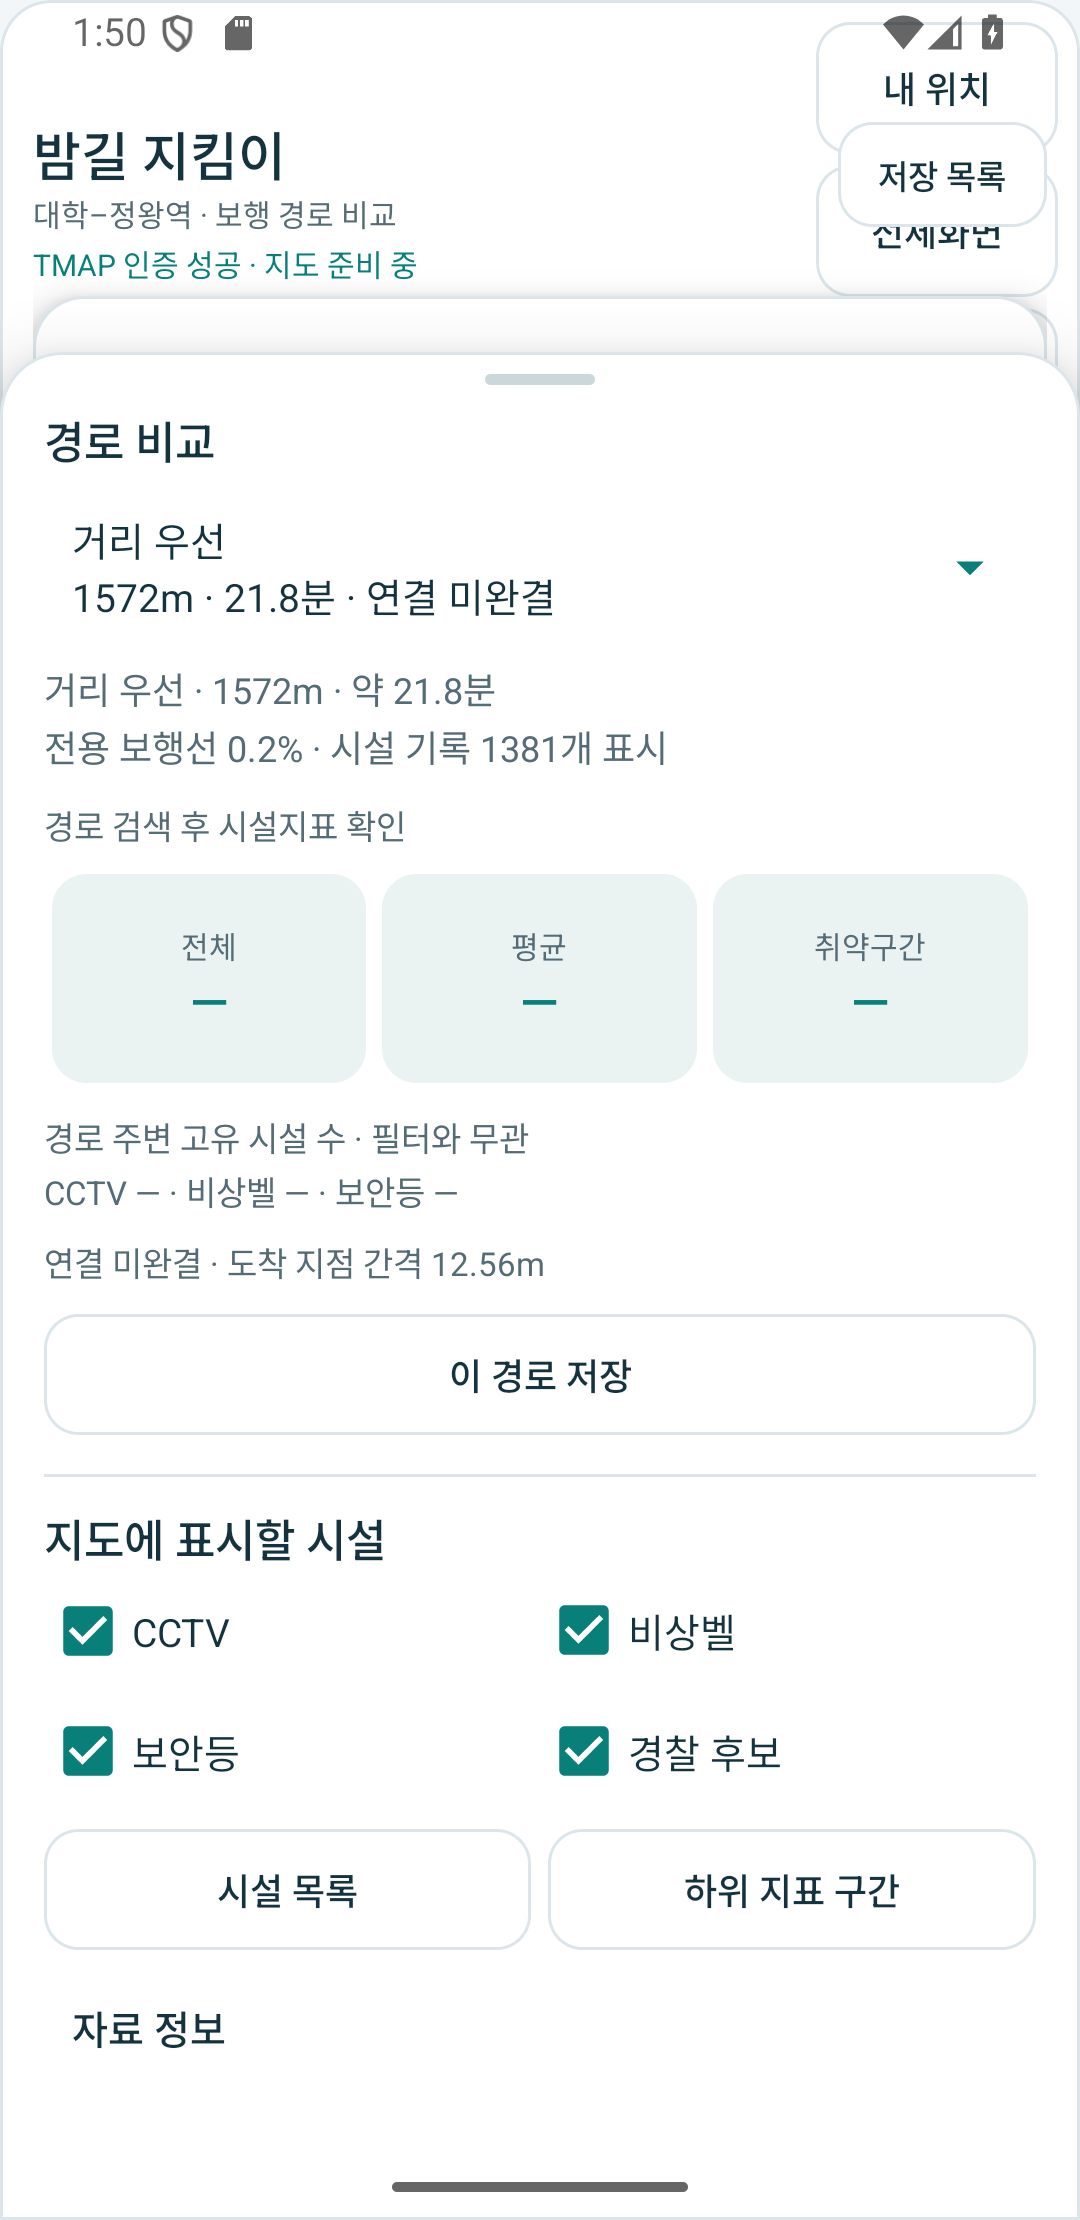 1:50
내 위치
밤길 지킴이
저장 목록
대학–정왕역 · 보행 경로 비교
전체화면
TMAP 인증 성공 · 지도 준비 중
경로 비교
거리 우선
1572m · 21.8분 · 연결 미완결
거리 우선 · 1572m · 약 21.8분
전용 보행선 0.2% · 시설 기록 1381개 표시
경로 검색 후 시설지표 확인
전체
—
평균
—
취약구간
—
경로 주변 고유 시설 수 · 필터와 무관
CCTV — · 비상벨 — · 보안등 —
연결 미완결 · 도착 지점 간격 12.56m
이 경로 저장
지도에 표시할 시설
CCTV
비상벨
보안등
경찰 후보
시설 목록
하위 지표 구간
자료 정보